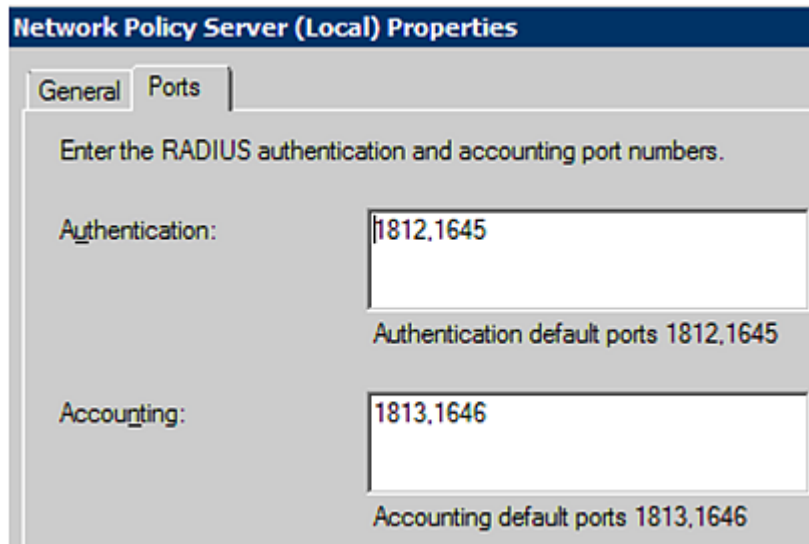 Network Policy Server (Local) Properties
General Ports
Enter the RADIUS authentication and accounting port numbers.
Authentication: 1812,1645
Authentication default ports 1812,1645
Accounting: 1813,1646
Accounting default ports 1813,1646